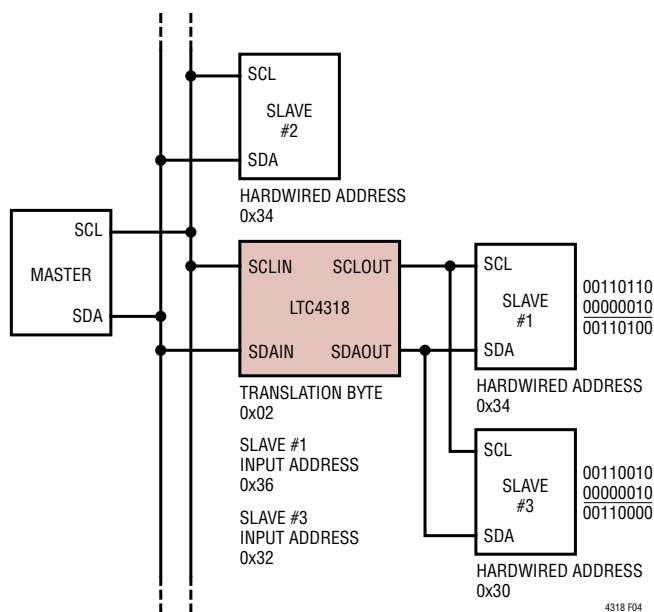 SCL
SLAVE
#2
SDA
HARDWIRED ADDRESS
0x34
SCL
MASTER
SDA
SCLIN SCLOUT
LTC4318
SDAIN SDAOUT
TRANSLATION BYTE
0x02
SLAVE #1
INPUT ADDRESS
0x36
SLAVE #3
INPUT ADDRESS
0x32
SCL
SLAVE
#1
SDA
00110110
00000010
00110100
HARDWIRED ADDRESS
0x34
SCL
SLAVE
#3
SDA
00110010
00000010
00110000
HARDWIRED ADDRESS
0x30
4318 F04